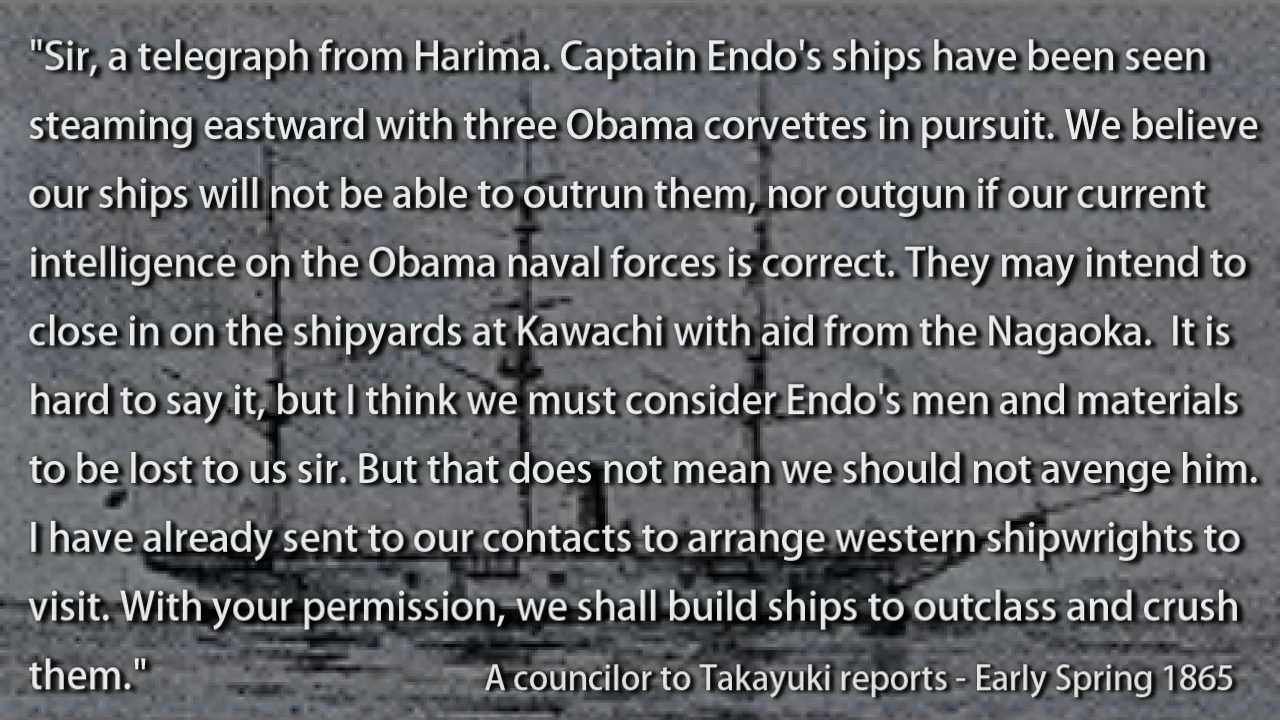 "Sir, a telegraph from Harima. Captain Endo's ships have been seen
steaming eastward with three Obama corvettes in pursuit. We believe
our ships will not be able to outrun them, nor outgun if our current
intelligence on the Obama naval forces is correct. They may intend to
close in on the shipyards at Kawachi with aid from the Nagaoka.  It is
hard to say it, but I think we must consider Endo's men and materials
to be lost to us sir. But that does not mean we should not avenge him.
I have already sent to our contacts to arrange western shipwrights to
visit. With your permission, we shall build ships to outclass and crush
them."
A councilor to Takayuki reports - Early Spring 1865